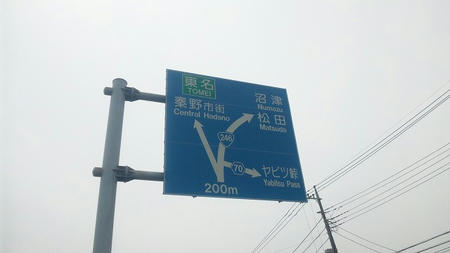 東名
TOMEI
秦野市街
Central Hadano
沼津
Numazu
松田
Matsuda
246
70
ヤビツ峠
Yabitsu Pass
200m